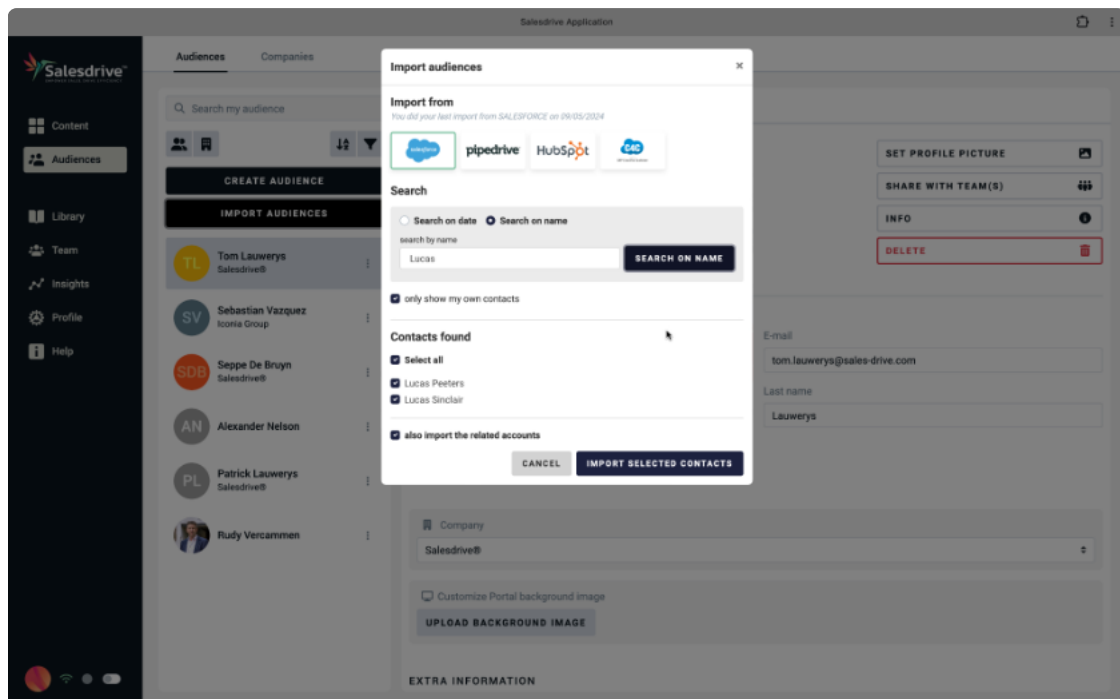 Salesdrive Application
Salesdrive™
Content
Audiences
Library
Team
Insights
Profile
Help
Audiences
Companies
Search my audience
CREATE AUDIENCE
IMPORT AUDIENCES
TL
Tom Lauwerys
Salesdrive®
SV
Sebastian Vazquez
Iconia Group
SDB
Seppe De Bruyn
Salesdrive®
AN
Alexander Nelson
PL
Patrick Lauwerys
Salesdrive®
Rudy Vercammen
Import audiences
×
Import from
You did your last import from SALESFORCE on 09/05/2024
salesforce
pipedrive
HubSpot
C4C
Search
Search on date
Search on name
search by name
Lucas
SEARCH ON NAME
only show my own contacts
Contacts found
Select all
Lucas Peeters
Lucas Sinclair
also import the related accounts
CANCEL
IMPORT SELECTED CONTACTS
SET PROFILE PICTURE
SHARE WITH TEAM(S)
INFO
DELETE
E-mail
tom.lauwerys@sales-drive.com
Last name
Lauwerys
Company
Salesdrive®
Customize Portal background image
UPLOAD BACKGROUND IMAGE
EXTRA INFORMATION